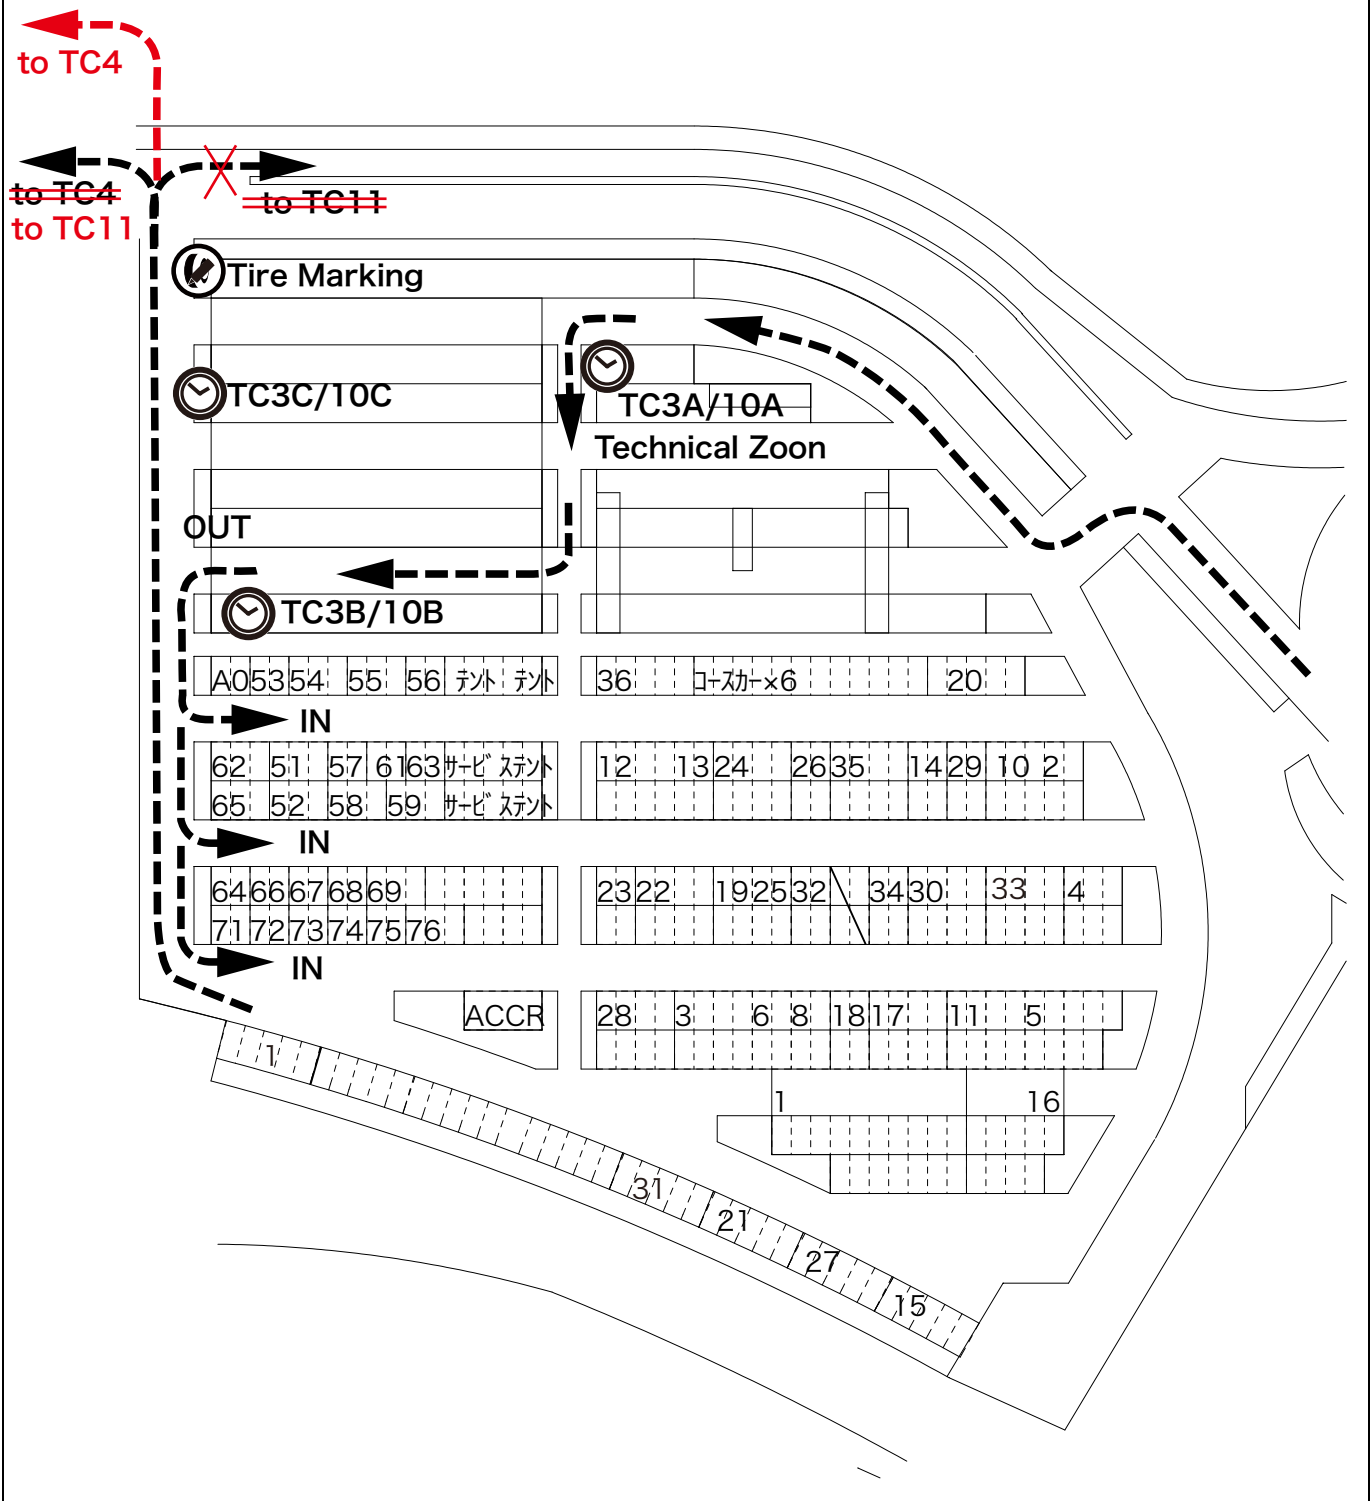 to TC4
to TC4
to TC11
to TC11
Tire Marking
TC3C/10C
TC3A/10A
Technical Zoon
OUT
TC3B/10B
A0 53 54 55 56 テント テント 36 コースカー×6 20
IN
62 51 57 61 63 サービステント 12 13 24 26 35 14 29 10 2
65 52 58 59 サービステント
IN
64 66 67 68 69 23 22 19 25 32 34 30 33 4
71 72 73 74 75 76
IN
ACCR 28 3 6 8 18 17 11 5
1
1 16
31
21
27
15